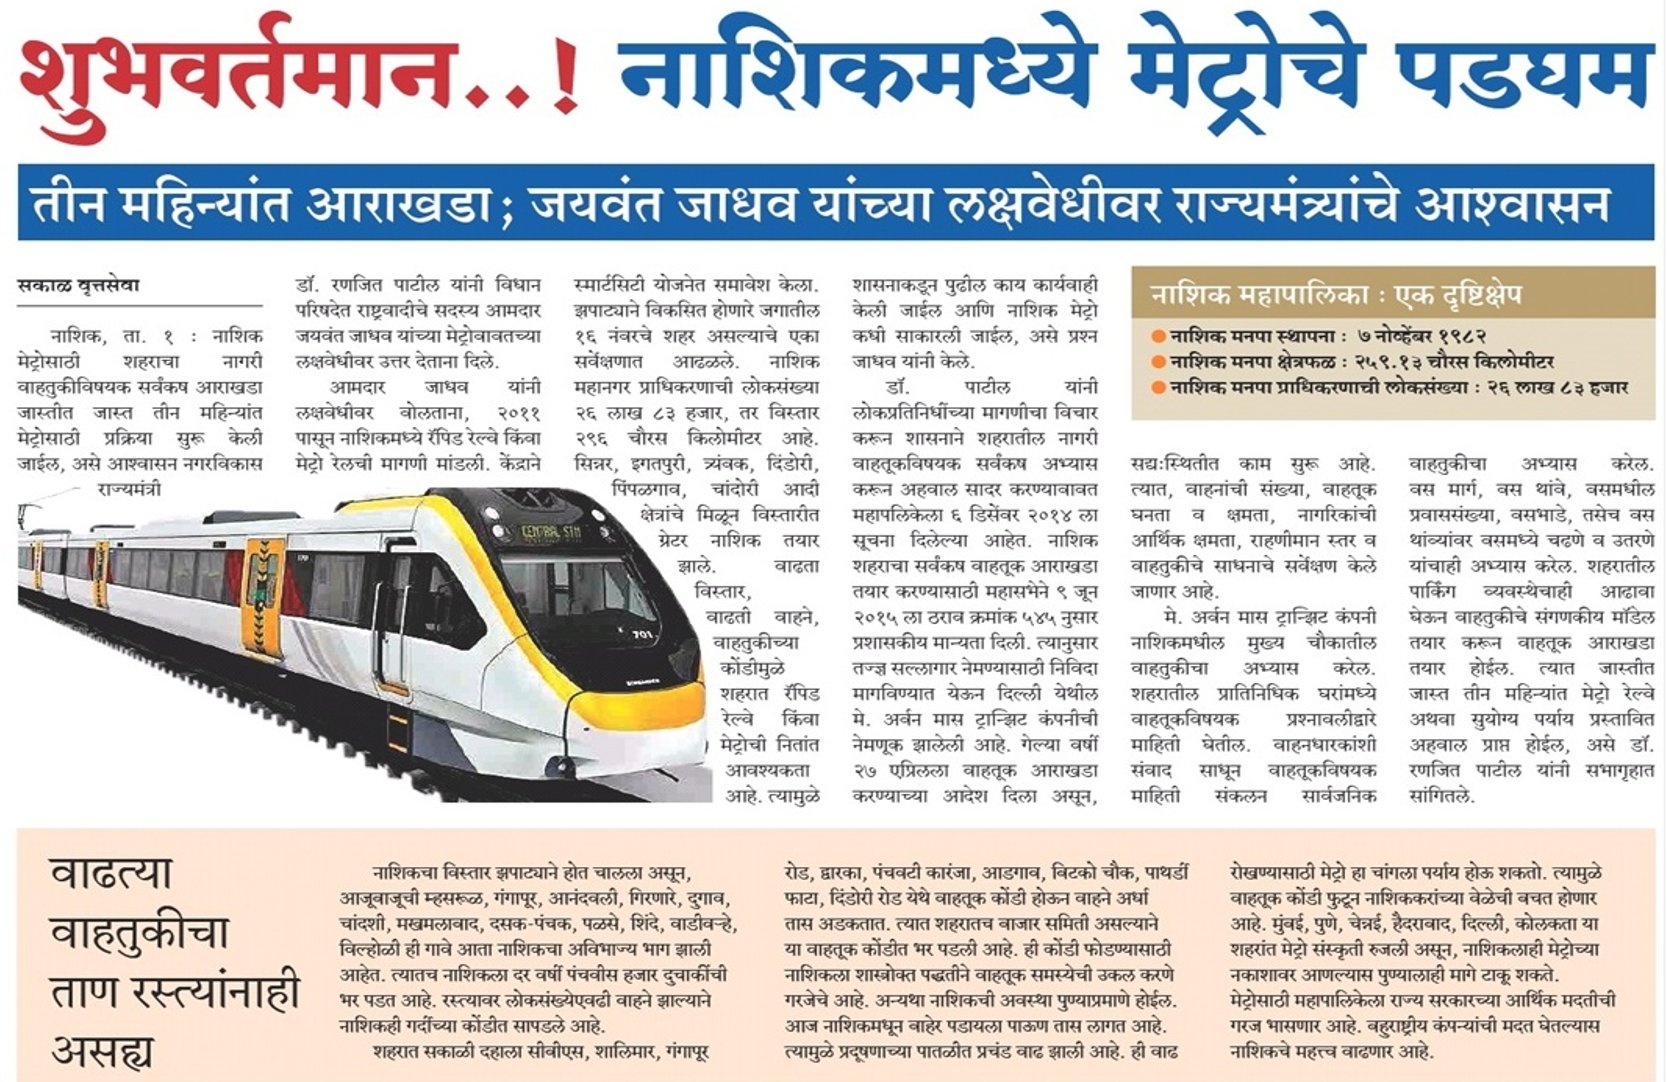 शुभवर्तमान..! नाशिकमध्ये मेट्रोचे पडघम
तीन महिन्यांत आराखडा; जयवंत जाधव यांच्या लक्षवेधीवर राज्यमंत्र्यांचे आश्वासन
सकाळ वृत्तसेवा
नाशिक, ता. १ : नाशिक
मेट्रोसाठी शहराचा नागरी
वाहतुकीविषयक सर्वंकष आराखडा
जास्तीत जास्त तीन महिन्यांत
मेट्रोसाठी प्रक्रिया सुरू केली
जाईल, असे आश्वासन नगरविकास
राज्यमंत्री
डॉ. रणजित पाटील यांनी विधान
परिषदेत राष्ट्रवादीचे सदस्य आमदार
जयवंत जाधव यांच्या मेट्रोबाबतच्या
लक्षवेधीवर उत्तर देताना दिले.
आमदार जाधव यांनी
लक्षवेधीवर बोलताना, २०११
पासून नाशिकमध्ये रॅपिड रेल्वे किंवा
मेट्रो रेलची मागणी मांडली. केंद्राने
CENTRAL STN
701
स्मार्टसिटी योजनेत समावेश केला.
झपाट्याने विकसित होणारे जगातील
१६ नंबरचे शहर असल्याचे एका
सर्वेक्षणात आढळले. नाशिक
महानगर प्राधिकरणाची लोकसंख्या
२६ लाख ८३ हजार, तर विस्तार
२९६ चौरस किलोमीटर आहे.
सिन्नर, इगतपुरी, त्र्यंबक, दिंडोरी,
पिंपळगाव, चांदोरी आदी
क्षेत्रांचे मिळून विस्तारीत
ग्रेटर नाशिक तयार
झाले. वाढता
विस्तार,
वाढती वाहने,
वाहतुकीच्या
कोंडीमुळे
शहरात रॅपिड
रेल्वे किंवा
मेट्रोची नितांत
आवश्यकता
आहे. त्यामुळे
शासनाकडून पुढील काय कार्यवाही
केली जाईल आणि नाशिक मेट्रो
कधी साकारली जाईल, असे प्रश्न
जाधव यांनी केले.
डॉ. पाटील यांनी
लोकप्रतिनिधींच्या मागणीचा विचार
करून शासनाने शहरातील नागरी
वाहतूकविषयक सर्वंकष अभ्यास
करून अहवाल सादर करण्याबाबत
महापलिकेला ६ डिसेंबर २०१४ ला
सूचना दिलेल्या आहेत. नाशिक
शहराचा सर्वंकष वाहतूक आराखडा
तयार करण्यासाठी महासभेने ९ जून
२०१५ ला ठराव क्रमांक ५४५ नुसार
प्रशासकीय मान्यता दिली. त्यानुसार
तज्ज्ञ सल्लागार नेमण्यासाठी निविदा
मागविण्यात येऊन दिल्ली येथील
मे. अर्बन मास ट्रान्झिट कंपनीची
नेमणूक झालेली आहे. गेल्या वर्षी
२७ एप्रिलला वाहतूक आराखडा
करण्याच्या आदेश दिला असून,
नाशिक महापालिका : एक दृष्टिक्षेप
● नाशिक मनपा स्थापना : ७ नोव्हेंबर १९८२
● नाशिक मनपा क्षेत्रफळ : २५९.१३ चौरस किलोमीटर
● नाशिक मनपा प्राधिकरणाची लोकसंख्या : २६ लाख ८३ हजार
सद्यःस्थितीत काम सुरू आहे.
त्यात, वाहनांची संख्या, वाहतूक
घनता व क्षमता, नागरिकांची
आर्थिक क्षमता, राहणीमान स्तर व
वाहतुकीचे साधनाचे सर्वेक्षण केले
जाणार आहे.
मे. अर्बन मास ट्रान्झिट कंपनी
नाशिकमधील मुख्य चौकातील
वाहतुकीचा अभ्यास करेल.
शहरातील प्रातिनिधिक घरांमध्ये
वाहतूकविषयक प्रश्नावलीद्वारे
माहिती घेतील. वाहनधारकांशी
संवाद साधून वाहतूकविषयक
माहिती संकलन सार्वजनिक
वाहतुकीचा अभ्यास करेल.
बस मार्ग, बस थांबे, बसमधील
प्रवाससंख्या, बसभाडे, तसेच बस
थांब्यांवर बसमध्ये चढणे व उतरणे
यांचाही अभ्यास करेल. शहरातील
पार्किंग व्यवस्थेचाही आढावा
घेऊन वाहतुकीचे संगणकीय मॉडेल
तयार करून वाहतूक आराखडा
तयार होईल. त्यात जास्तीत
जास्त तीन महिन्यांत मेट्रो रेल्वे
अथवा सुयोग्य पर्याय प्रस्तावित
अहवाल प्राप्त होईल, असे डॉ.
रणजित पाटील यांनी सभागृहात
सांगितले.
वाढत्या
वाहतुकीचा
ताण रस्त्यांनाही
असह्य
नाशिकचा विस्तार झपाट्याने होत चालला असून,
आजूबाजूची म्हसरूळ, गंगापूर, आनंदवली, गिरणारे, दुगाव,
चांदशी, मखमलाबाद, दसक-पंचक, पळसे, शिंदे, वाडीवऱ्हे,
विल्होळी ही गावे आता नाशिकचा अविभाज्य भाग झाली
आहेत. त्यातच नाशिकला दर वर्षी पंचवीस हजार दुचाकींची
भर पडत आहे. रस्त्यावर लोकसंख्येएवढी वाहने झाल्याने
नाशिकही गर्दीच्या कोंडीत सापडले आहे.
शहरात सकाळी दहाला सीबीएस, शालिमार, गंगापूर
रोड, द्वारका, पंचवटी कारंजा, आडगाव, बिटको चौक, पाथर्डी
फाटा, दिंडोरी रोड येथे वाहतूक कोंडी होऊन वाहने अर्धा
तास अडकतात. त्यात शहरातच बाजार समिती असल्याने
या वाहतूक कोंडीत भर पडली आहे. ही कोंडी फोडण्यासाठी
नाशिकला शास्त्रोक्त पद्धतीने वाहतूक समस्येची उकल करणे
गरजेचे आहे. अन्यथा नाशिकची अवस्था पुण्याप्रमाणे होईल.
आज नाशिकमधून बाहेर पडायला पाऊण तास लागत आहे.
त्यामुळे प्रदूषणाच्या पातळीत प्रचंड वाढ झाली आहे. ही वाढ
रोखण्यासाठी मेट्रो हा चांगला पर्याय होऊ शकतो. त्यामुळे
वाहतूक कोंडी फुटून नाशिककरांच्या वेळेची बचत होणार
आहे. मुंबई, पुणे, चेन्नई, हैदराबाद, दिल्ली, कोलकता या
शहरांत मेट्रो संस्कृती रुजली असून, नाशिकलाही मेट्रोच्या
नकाशावर आणल्यास पुण्यालाही मागे टाकू शकते.
मेट्रोसाठी महापालिकेला राज्य सरकारच्या आर्थिक मदतीची
गरज भासणार आहे. बहुराष्ट्रीय कंपन्यांची मदत घेतल्यास
नाशिकचे महत्त्व वाढणार आहे.